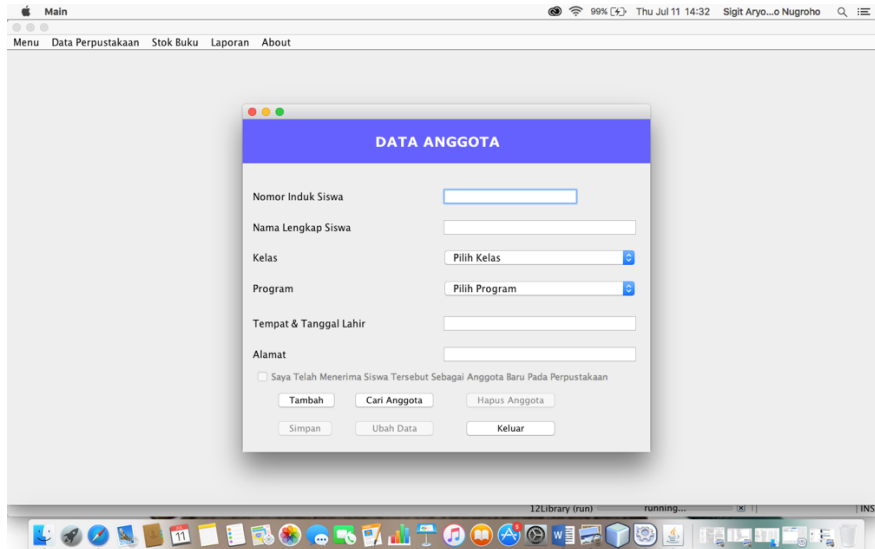 Main 99% Thu Jul 11 14:32 Sigit Aryo...o Nugroho
Menu Data Perpustakaan Stok Buku Laporan About
DATA ANGGOTA
Nomor Induk Siswa
Nama Lengkap Siswa
Kelas Pilih Kelas
Program Pilih Program
Tempat & Tanggal Lahir
Alamat
Saya Telah Menerima Siswa Tersebut Sebagai Anggota Baru Pada Perpustakaan
Tambah Cari Anggota Hapus Anggota
Simpan Ubah Data Keluar
12Library (run) running... INS
11